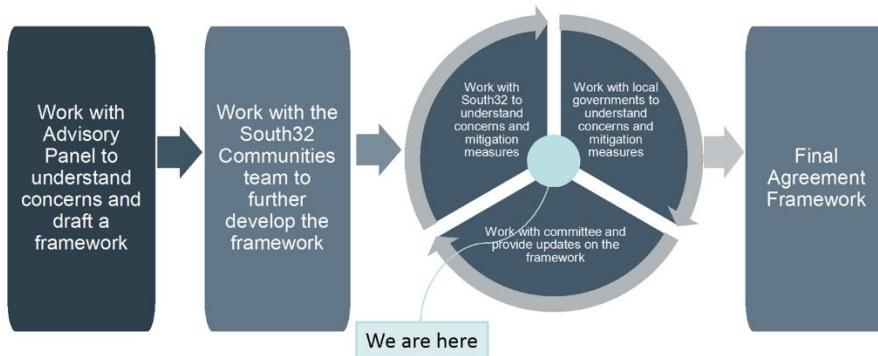 Work with
Advisory
Panel to
understand
concerns and
draft a
framework
Work with the
South32
Communities
team to
further
develop the
framework
Work with
South32 to
understand
concerns and
mitigation
measures
Work with local
governments to
understand
concerns and
mitigation
measures
Work with committee and
provide updates on the
framework
Final
Agreement
Framework
We are here